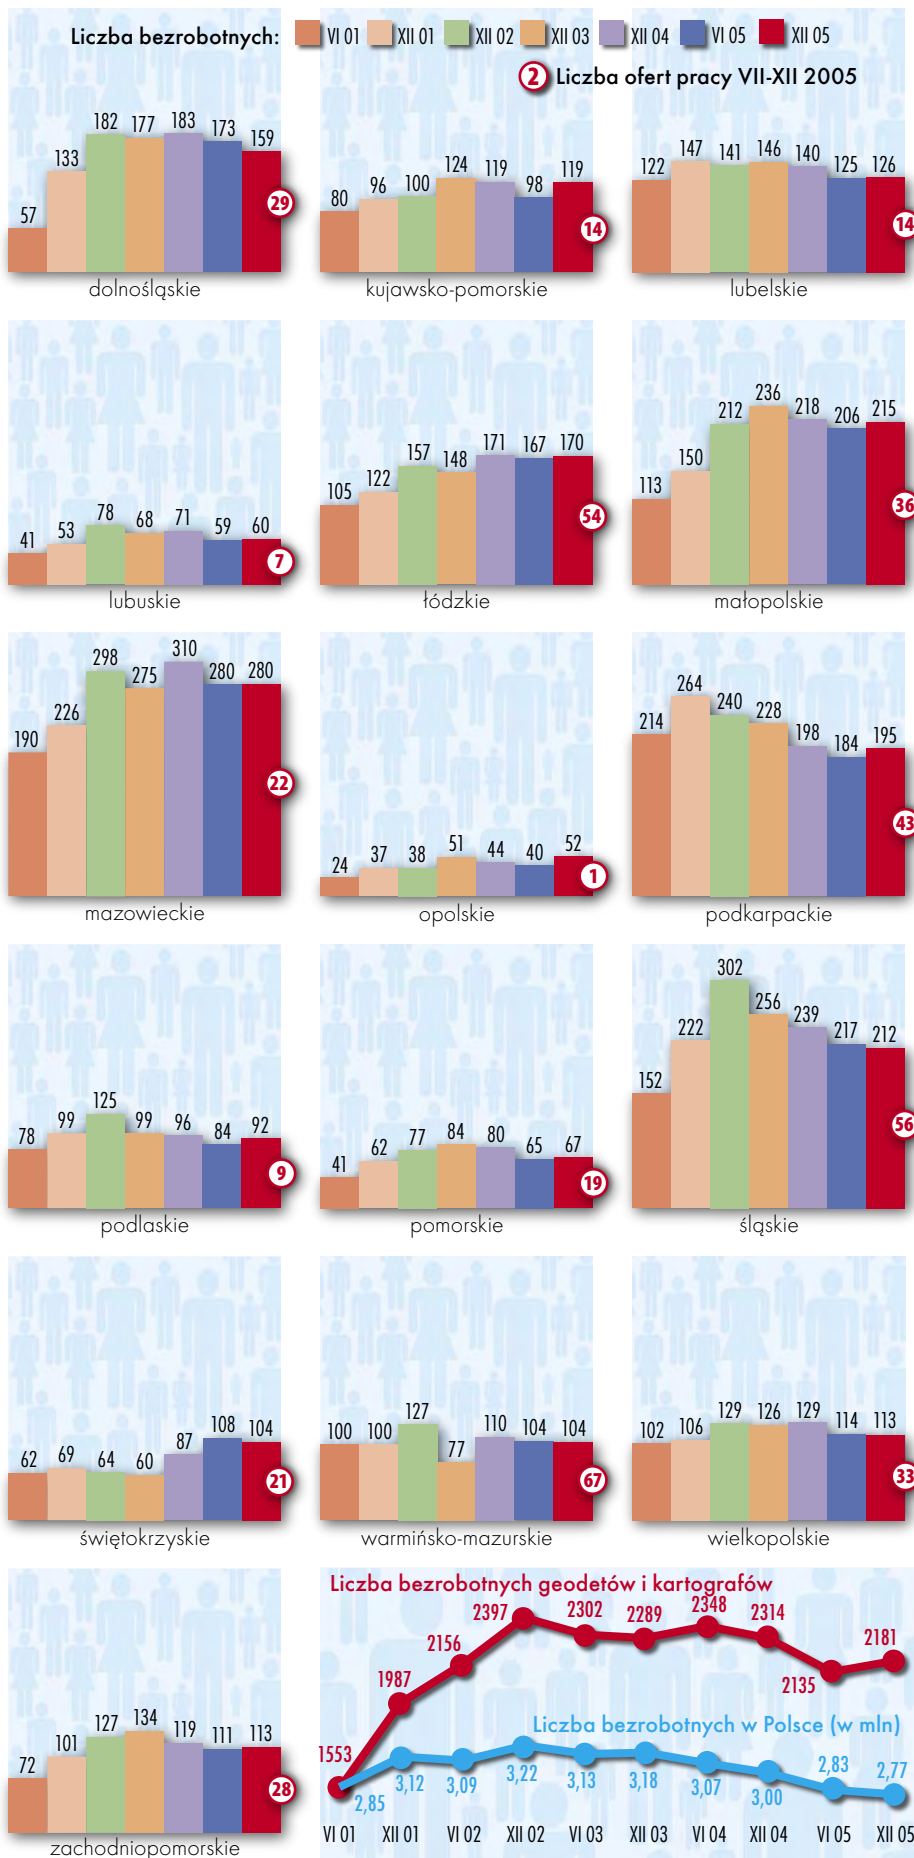 Liczba bezrobotnych: VI 01 XII 01 XII 02 XII 03 XII 04 VI 05 XII 05
2 Liczba ofert pracy VII-XII 2005
57 133 182 177 183 173 159
29
dolnośląskie
80 96 100 124 119 98 119
14
kujawsko-pomorskie
122 147 141 146 140 125 126
14
lubelskie
41 53 78 68 71 59 60
7
lubuskie
105 122 157 148 171 167 170
54
łódzkie
113 150 212 236 218 206 215
36
małopolskie
190 226 298 275 310 280 280
22
mazowieckie
24 37 38 51 44 40 52
1
opolskie
214 264 240 228 198 184 195
43
podkarpackie
78 99 125 99 96 84 92
9
podlaskie
41 62 77 84 80 65 67
19
pomorskie
152 222 302 256 239 217 212
56
śląskie
62 69 64 60 87 108 104
21
świętokrzyskie
100 100 127 77 110 104 104
67
warmińsko-mazurskie
102 106 129 126 129 114 113
33
wielkopolskie
72 101 127 134 119 111 113
28
zachodniopomorskie
Liczba bezrobotnych geodetów i kartografów
1553 1987 2156 2397 2302 2289 2348 2314 2135 2181
Liczba bezrobotnych w Polsce (w mln)
2,85 3,12 3,09 3,22 3,13 3,18 3,07 3,00 2,83 2,77
VI 01 XII 01 VI 02 XII 02 VI 03 XII 03 VI 04 XII 04 VI 05 XII 05